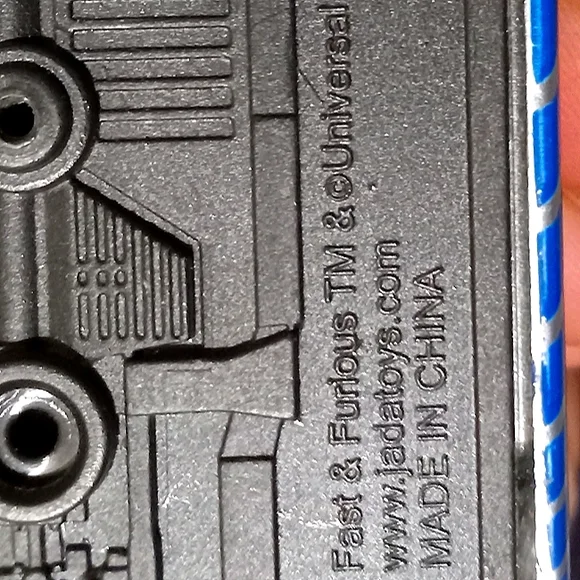 Fast & Furious TM & ©Universal
www.jadatoys.com
MADE IN CHINA